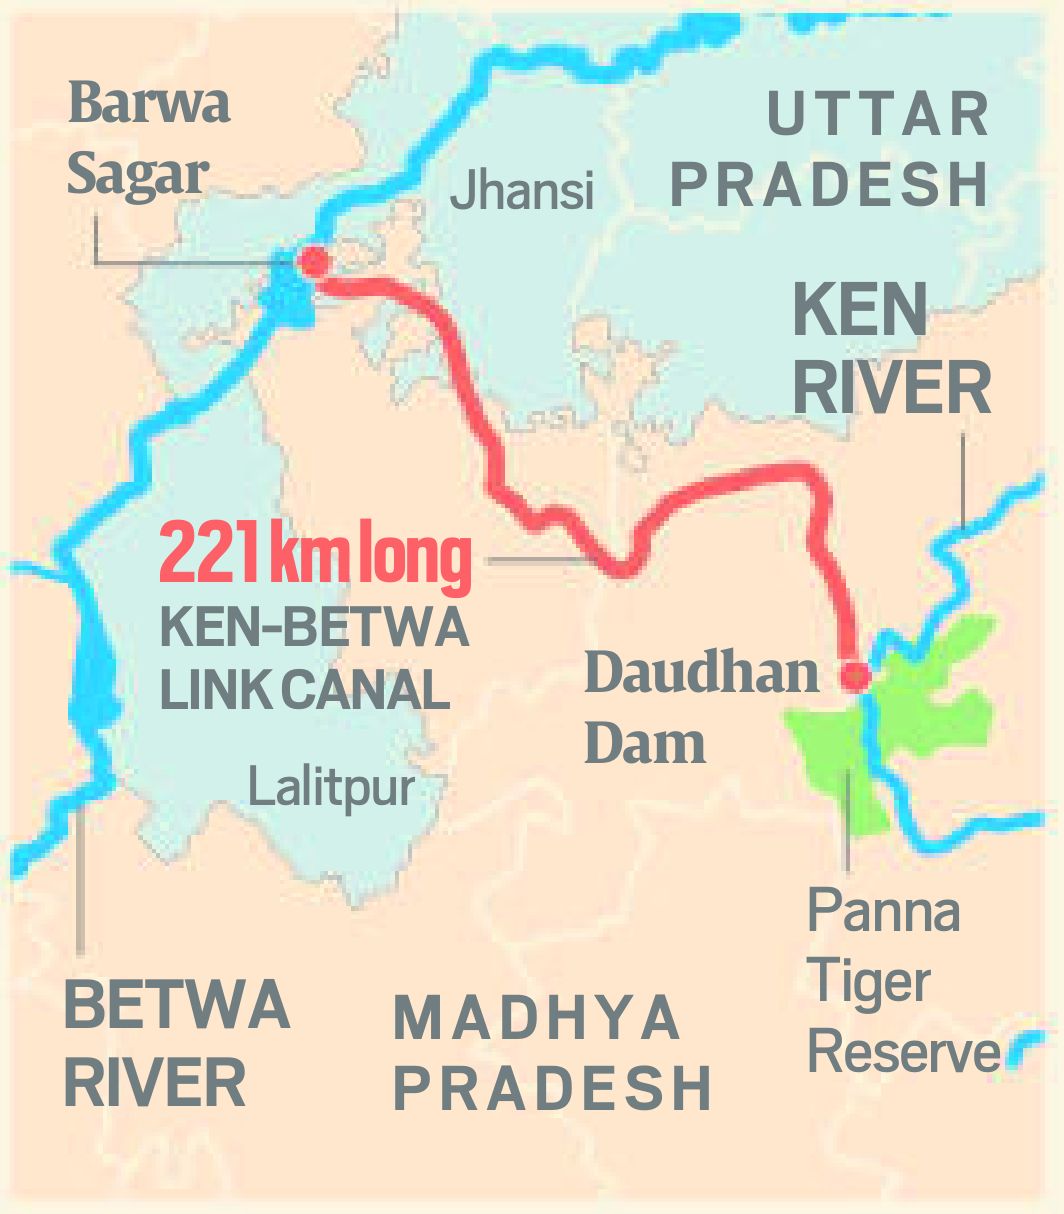 Barwa
Sagar
UTTAR
PRADESH
Jhansi
KEN
RIVER
221 km long
KEN-BETWA
LINK CANAL
Daudhan
Dam
Lalitpur
Panna
Tiger
Reserve
BETWA
RIVER
MADHYA
PRADESH